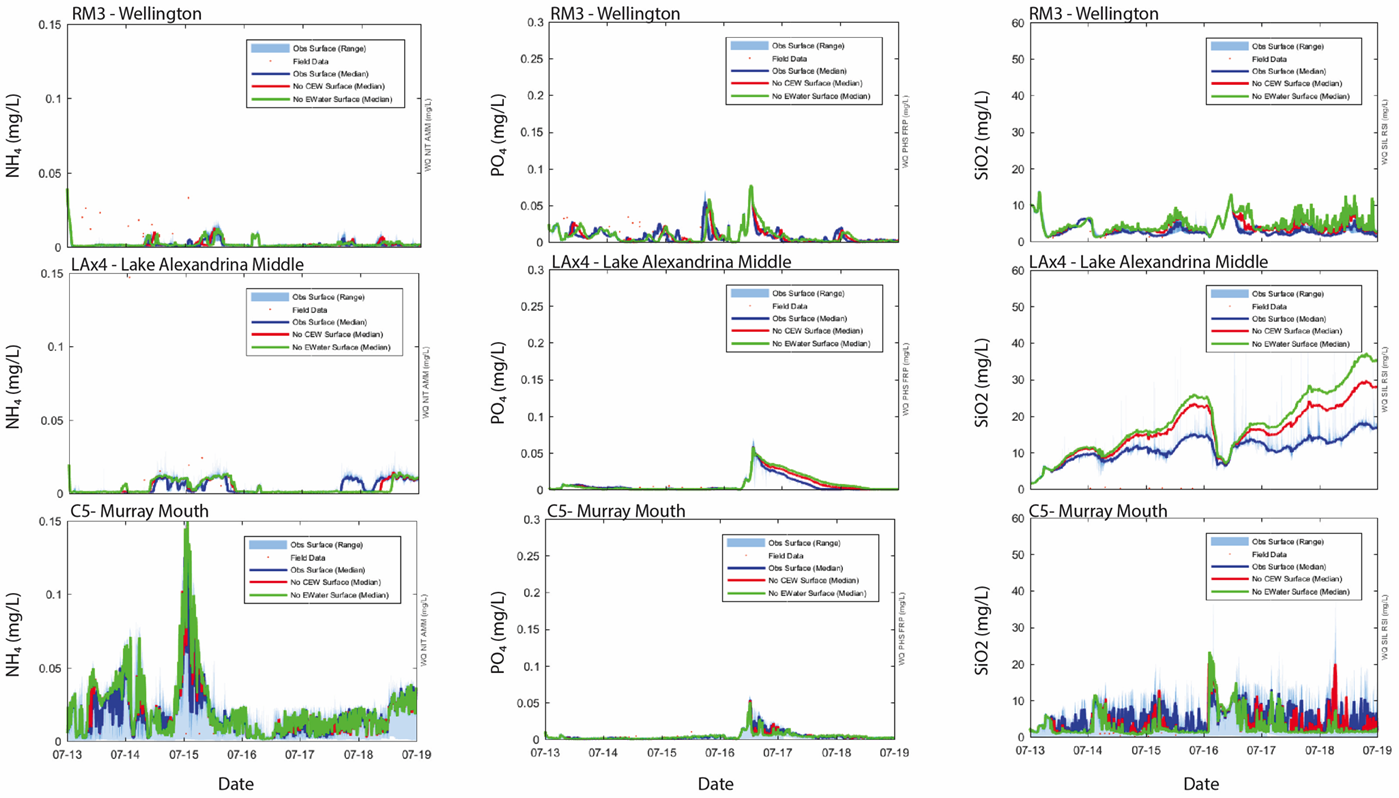 RM3 - Wellington
NH₄ (mg/L)
0.15
0.1
0.05
0
Obs Surface (Range)
Field Data
Obs Surface (Median)
No CEW Surface (Median)
No EWater Surface (Median)
WQ NIT AMM (mg/L)
RM3 - Wellington
PO₄ (mg/L)
0.3
0.25
0.2
0.15
0.1
0.05
0
Obs Surface (Range)
Field Data
Obs Surface (Median)
No CEW Surface (Median)
No EWater Surface (Median)
WQ PHS FRP (mg/L)
RM3 - Wellington
SiO2 (mg/L)
60
50
40
30
20
10
0
Obs Surface (Range)
Field Data
Obs Surface (Median)
No CEW Surface (Median)
No EWater Surface (Median)
WQ SIL RSI (mg/L)
LAx4 - Lake Alexandrina Middle
NH₄ (mg/L)
0.15
0.1
0.05
0
Obs Surface (Range)
Field Data
Obs Surface (Median)
No CEW Surface (Median)
No EWater Surface (Median)
WQ NIT AMM (mg/L)
LAx4 - Lake Alexandrina Middle
PO₄ (mg/L)
0.3
0.25
0.2
0.15
0.1
0.05
0
Obs Surface (Range)
Field Data
Obs Surface (Median)
No CEW Surface (Median)
No EWater Surface (Median)
WQ PHS FRP (mg/L)
LAx4 - Lake Alexandrina Middle
SiO2 (mg/L)
60
50
40
30
20
10
0
Obs Surface (Range)
Field Data
Obs Surface (Median)
No CEW Surface (Median)
No EWater Surface (Median)
WQ SIL RSI (mg/L)
C5- Murray Mouth
NH₄ (mg/L)
0.15
0.1
0.05
0
Obs Surface (Range)
Field Data
Obs Surface (Median)
No CEW Surface (Median)
No EWater Surface (Median)
WQ NIT AMM (mg/L)
07-13 07-14 07-15 07-16 07-17 07-18 07-19
Date
C5- Murray Mouth
PO₄ (mg/L)
0.3
0.25
0.2
0.15
0.1
0.05
0
Obs Surface (Range)
Field Data
Obs Surface (Median)
No CEW Surface (Median)
No EWater Surface (Median)
WQ PHS FRP (mg/L)
07-13 07-14 07-15 07-16 07-17 07-18 07-19
Date
C5- Murray Mouth
SiO2 (mg/L)
60
50
40
30
20
10
0
Obs Surface (Range)
Field Data
Obs Surface (Median)
No CEW Surface (Median)
No EWater Surface (Median)
WQ SIL RSI (mg/L)
07-13 07-14 07-15 07-16 07-17 07-18 07-19
Date